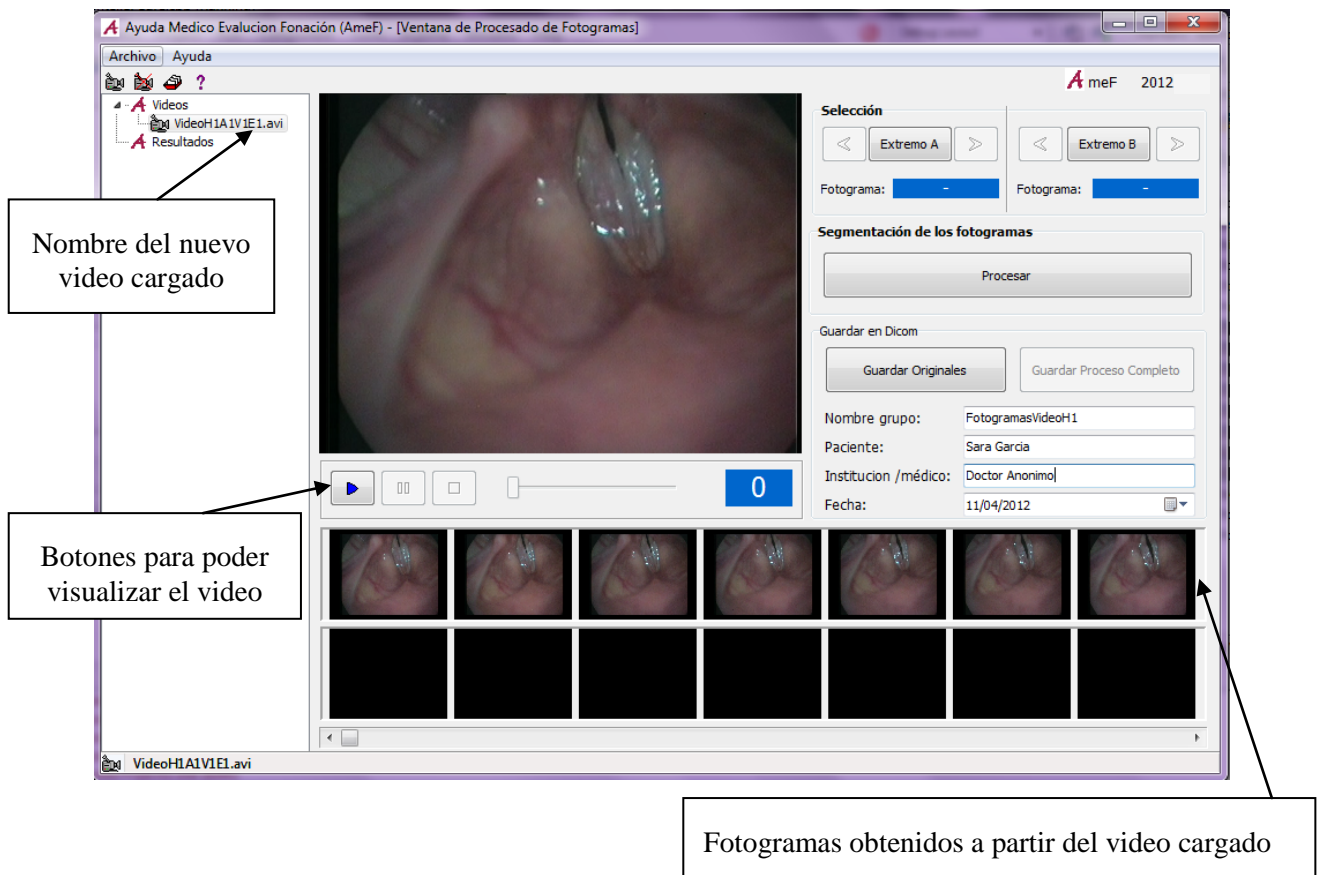 Ayuda Medico Evalucion Fonación (AmeF) - [Ventana de Procesado de Fotogramas]
Archivo Ayuda
?
A meF 2012
Videos
VideoH1A1V1E1.avi
Resultados
Nombre del nuevo
video cargado
Selección
Extremo A
Extremo B
Fotograma: -
Fotograma: -
Segmentación de los fotogramas
Procesar
Guardar en Dicom
Guardar Originales
Guardar Proceso Completo
Nombre grupo: FotogramasVideoH1
Paciente: Sara Garcia
Institucion /médico: Doctor Anonimo
Fecha: 11/04/2012
0
Botones para poder
visualizar el video
VideoH1A1V1E1.avi
Fotogramas obtenidos a partir del video cargado